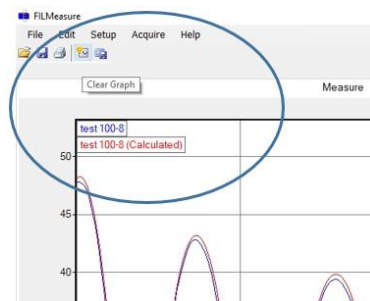 FILMeasure
File Edit Setup Acquire Help
Clear Graph
Measure
test 100-8
test 100-8 (Calculated)
50
45
40